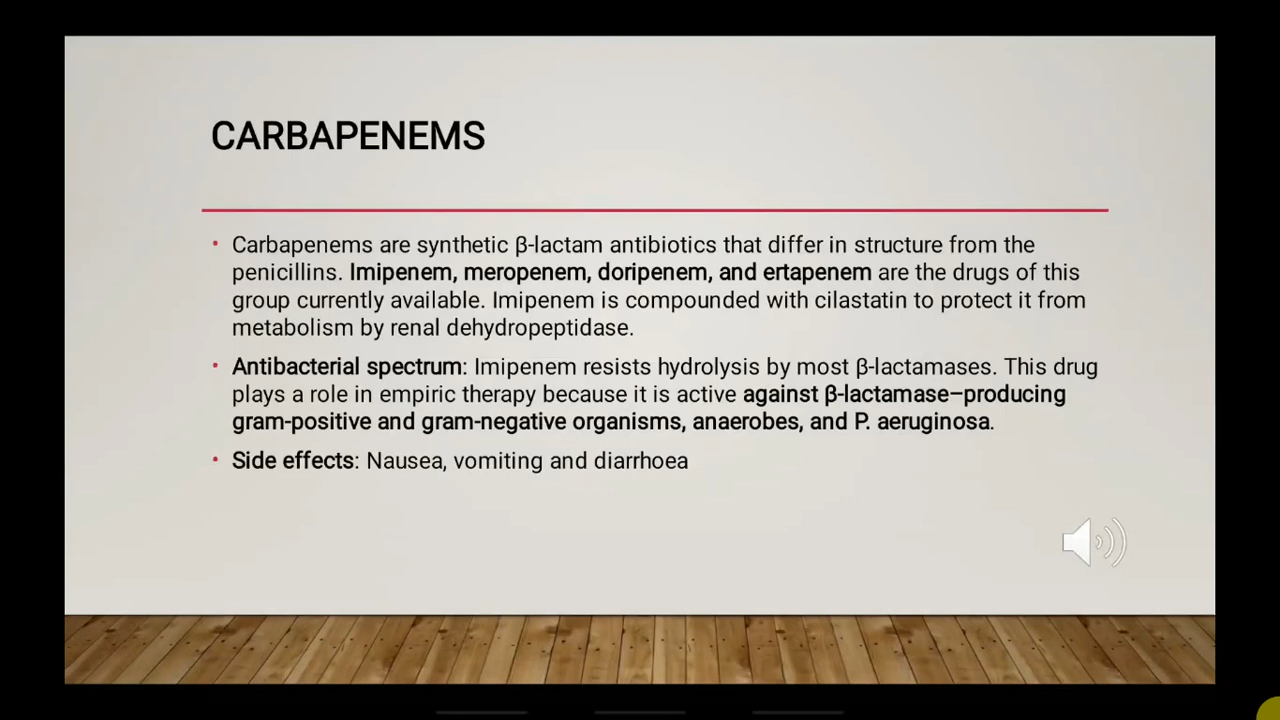 CARBAPENEMS
• Carbapenems are synthetic β-lactam antibiotics that differ in structure from the
penicillins. Imipenem, meropenem, doripenem, and ertapenem are the drugs of this
group currently available. Imipenem is compounded with cilastatin to protect it from
metabolism by renal dehydropeptidase.
• Antibacterial spectrum: Imipenem resists hydrolysis by most β-lactamases. This drug
plays a role in empiric therapy because it is active against β-lactamase–producing
gram-positive and gram-negative organisms, anaerobes, and P. aeruginosa.
• Side effects: Nausea, vomiting and diarrhoea